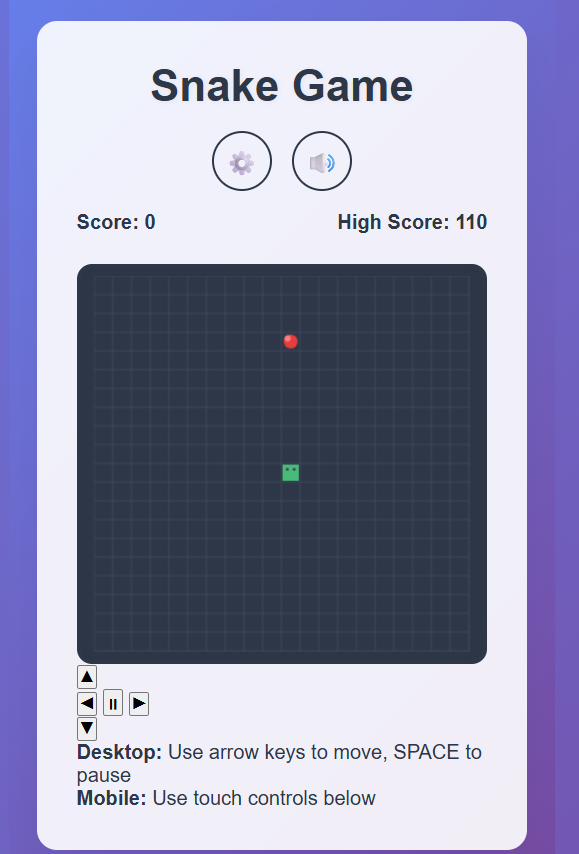 Snake Game
Score: 0 High Score: 110
Desktop: Use arrow keys to move, SPACE to
pause
Mobile: Use touch controls below